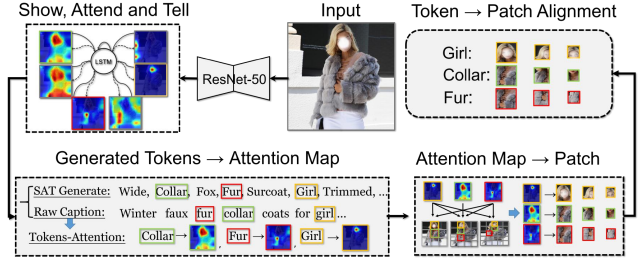 Show, Attend and Tell
Input
Token → Patch Alignment
LSTM
ResNet-50
Girl:
Collar:
Fur:
Generated Tokens → Attention Map
Attention Map → Patch
SAT Generate: Wide, Collar, Fox, Fur, Surcoat, Girl, Trimmed, ...
Raw Caption: Winter faux fur collar coats for girl ...
Tokens-Attention: Collar → , Fur → , Girl →